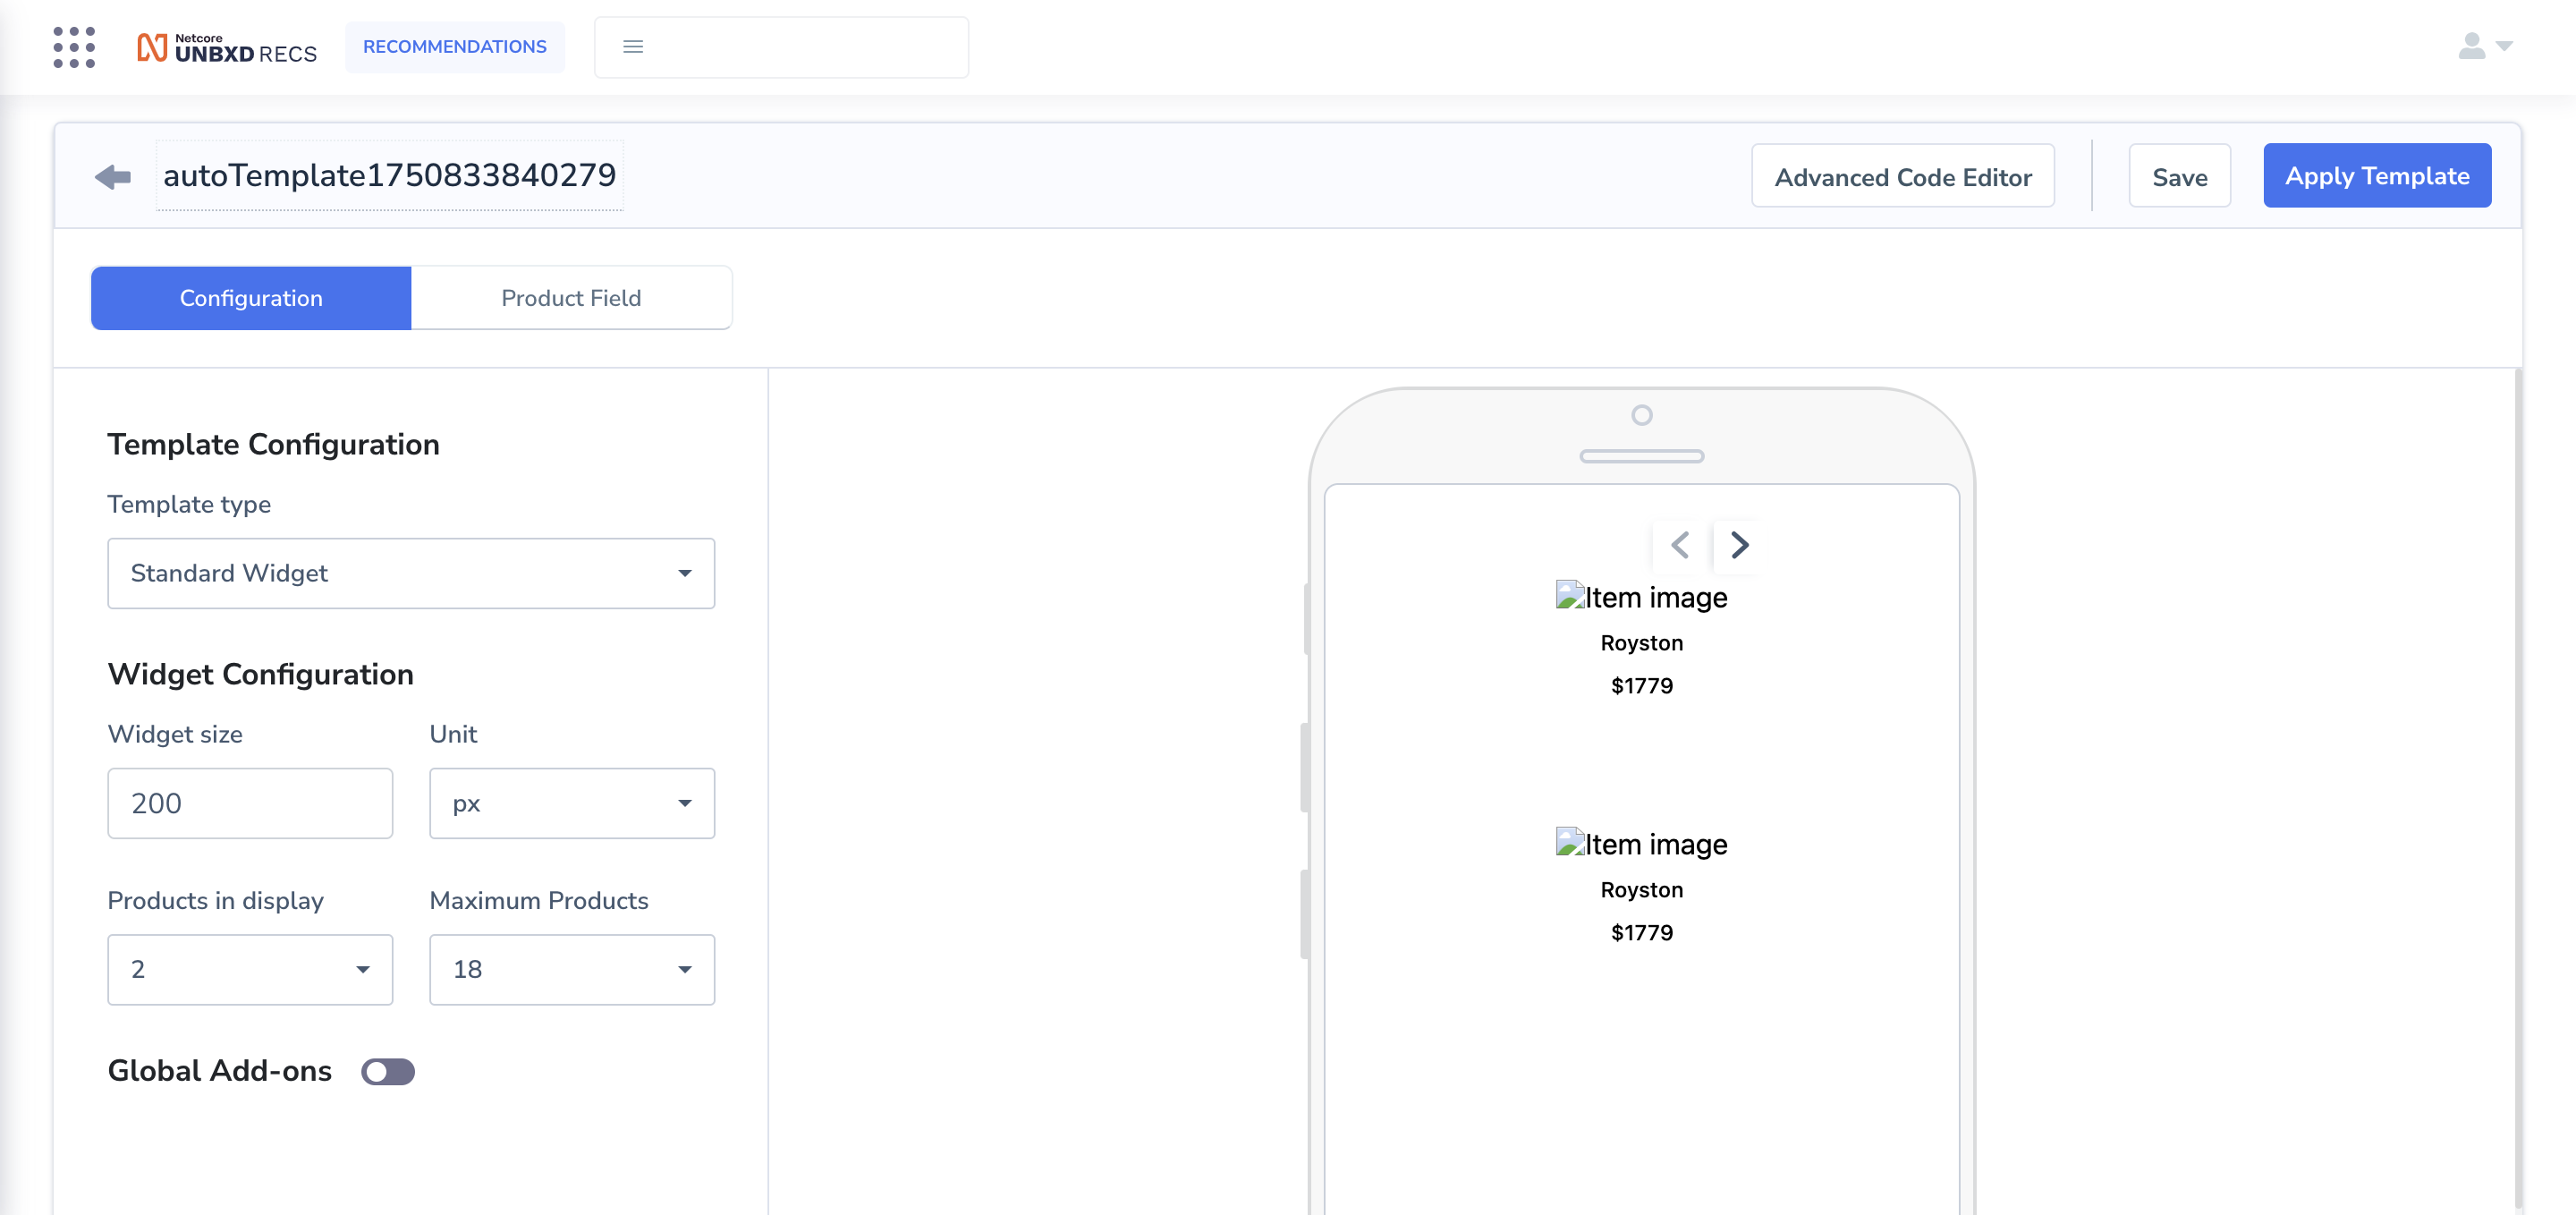 Netcore
UNBXD RECS
RECOMMENDATIONS
autoTemplate1750833840279
Advanced Code Editor
Save
Apply Template
Configuration
Product Field
Template Configuration
Template type
Standard Widget
Widget Configuration
Widget size
Unit
200
px
Products in display
Maximum Products
2
18
Global Add-ons
Item image
Royston
$1779
Item image
Royston
$1779